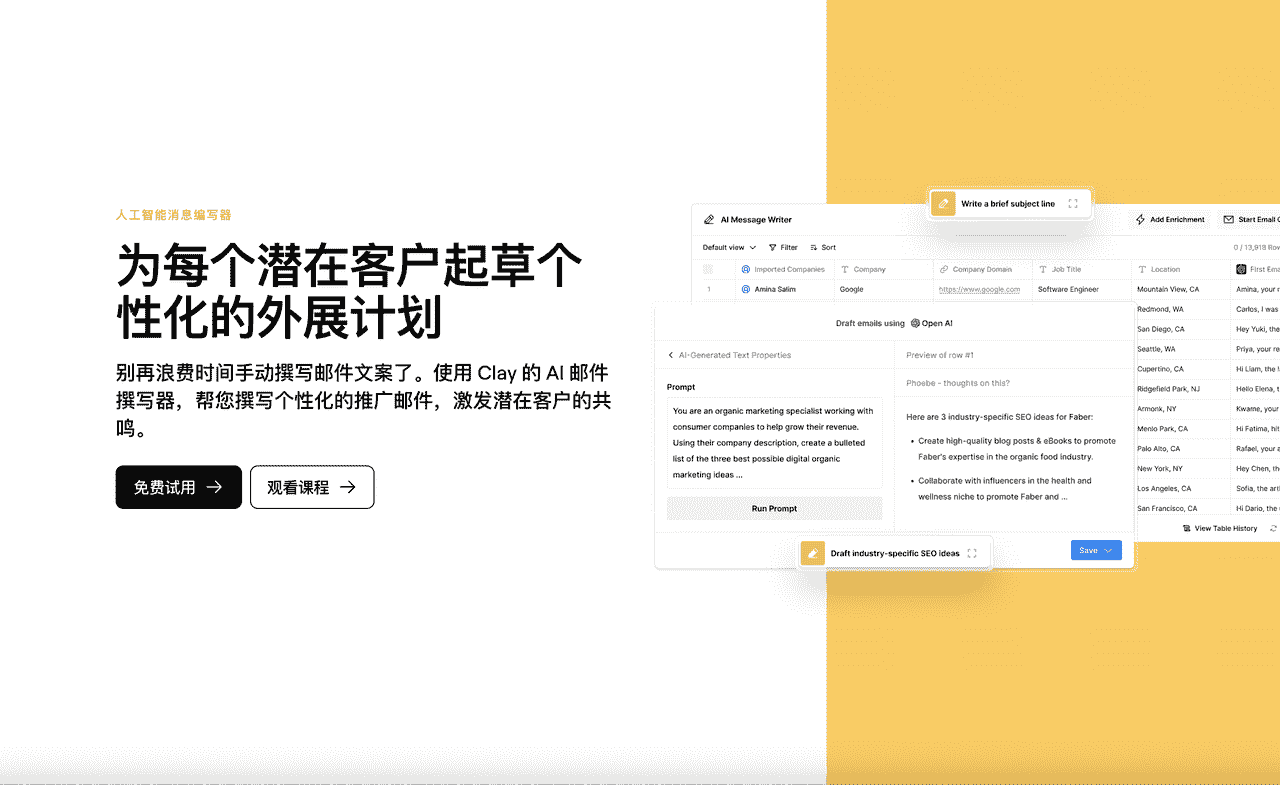 人工智能消息编写器
为每个潜在客户起草个
性化的外展计划
别再浪费时间手动撰写邮件文案了。使用 Clay 的 AI 邮件
撰写器，帮您撰写个性化的推广邮件，激发潜在客户的共
鸣。
免费试用
观看课程
Write a brief subject line
AI Message Writer
Add Enrichment
Start Email
Default view
Filter
Sort
0 / 13,918
Imported Companies
Company
Company Domain
Job Title
Location
First
1
Amina Salim
Google
https://www.google.com
Software Engineer
Mountain View, CA
Amina, your
Redmond, WA
Carlos, I was
San Diego, CA
Hey Yuki, the
Seattle, WA
Priya, your
Cupertino, CA
Hi Liam, the
Ridgefield Park, NJ
Hello Elena,
Armonk, NY
Kwame, your
Menlo Park, CA
Hi Fatima,
Palo Alto, CA
Rafael, your
New York, NY
Hey Chen, the
Los Angeles, CA
Sofia, the
San Francisco, CA
Hi Dario, the
View Table History
Draft emails using Open AI
AI-Generated Text Properties
Prompt
You are an organic marketing specialist working with
consumer companies to help grow their revenue.
Using their company description, create a bulleted
list of the three best possible digital organic
marketing ideas ...
Run Prompt
Preview of row #1
Phoebe - thoughts on this?
Here are 3 industry-specific SEO ideas for Faber:
• Create high-quality blog posts & eBooks to promote
Faber's expertise in the organic food industry.
• Collaborate with influencers in the health and
wellness niche to promote Faber and ...
Draft industry-specific SEO ideas
Save